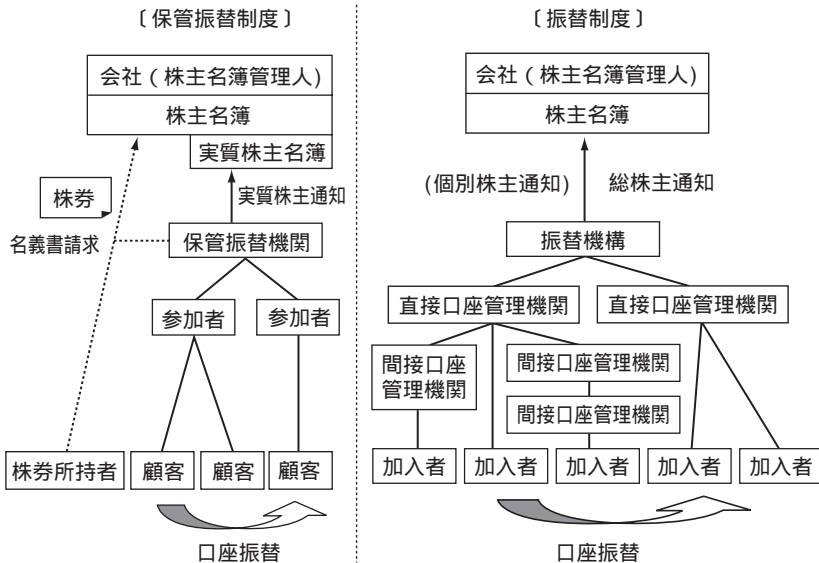 〔保管振替制度〕
会社(株主名簿管理人)
株主名簿
実質株主名簿
株券
実質株主通知
名義書請求
保管振替機関
参加者 参加者
株券所持者 顧客 顧客 顧客
口座振替
〔振替制度〕
会社(株主名簿管理人)
株主名簿
(個別株主通知) 総株主通知
振替機構
直接口座管理機関 直接口座管理機関
間接口座
管理機関
間接口座管理機関
間接口座管理機関
加入者 加入者 加入者 加入者 加入者
口座振替